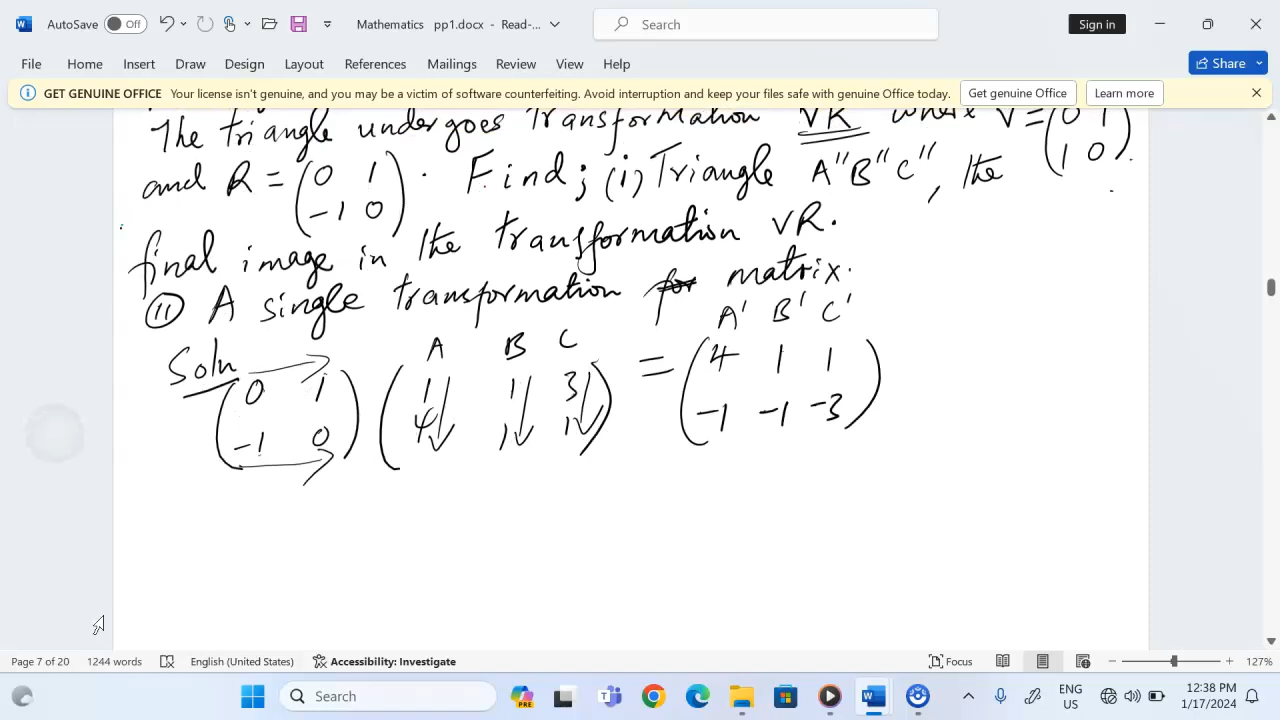 AutoSave Off Mathematics pp1.docx - Read-... Search Sign in
File Home Insert Draw Design Layout References Mailings Review View Help Share
GET GENUINE OFFICE Your license isn't genuine, and you may be a victim of software counterfeiting. Avoid interruption and keep your files safe with genuine Office today. Get genuine Office Learn more
The triangle undergoes transformation VR where V = (0 1
1 0).
and R = (0 1
-1 0). Find; (i) Triangle A"B"C", the
final image in the transformation VR.
(ii) A single transformation for matrix.
A' B' C'
Soln A B C
(0 1 (1 1 3) = (4 1 1
-1 0) 4 1 1) -1 -1 -3)
Page 7 of 20 1244 words English (United States) Accessibility: Investigate Focus 127%
Search PRE ENG US 12:38 PM 1/17/2024